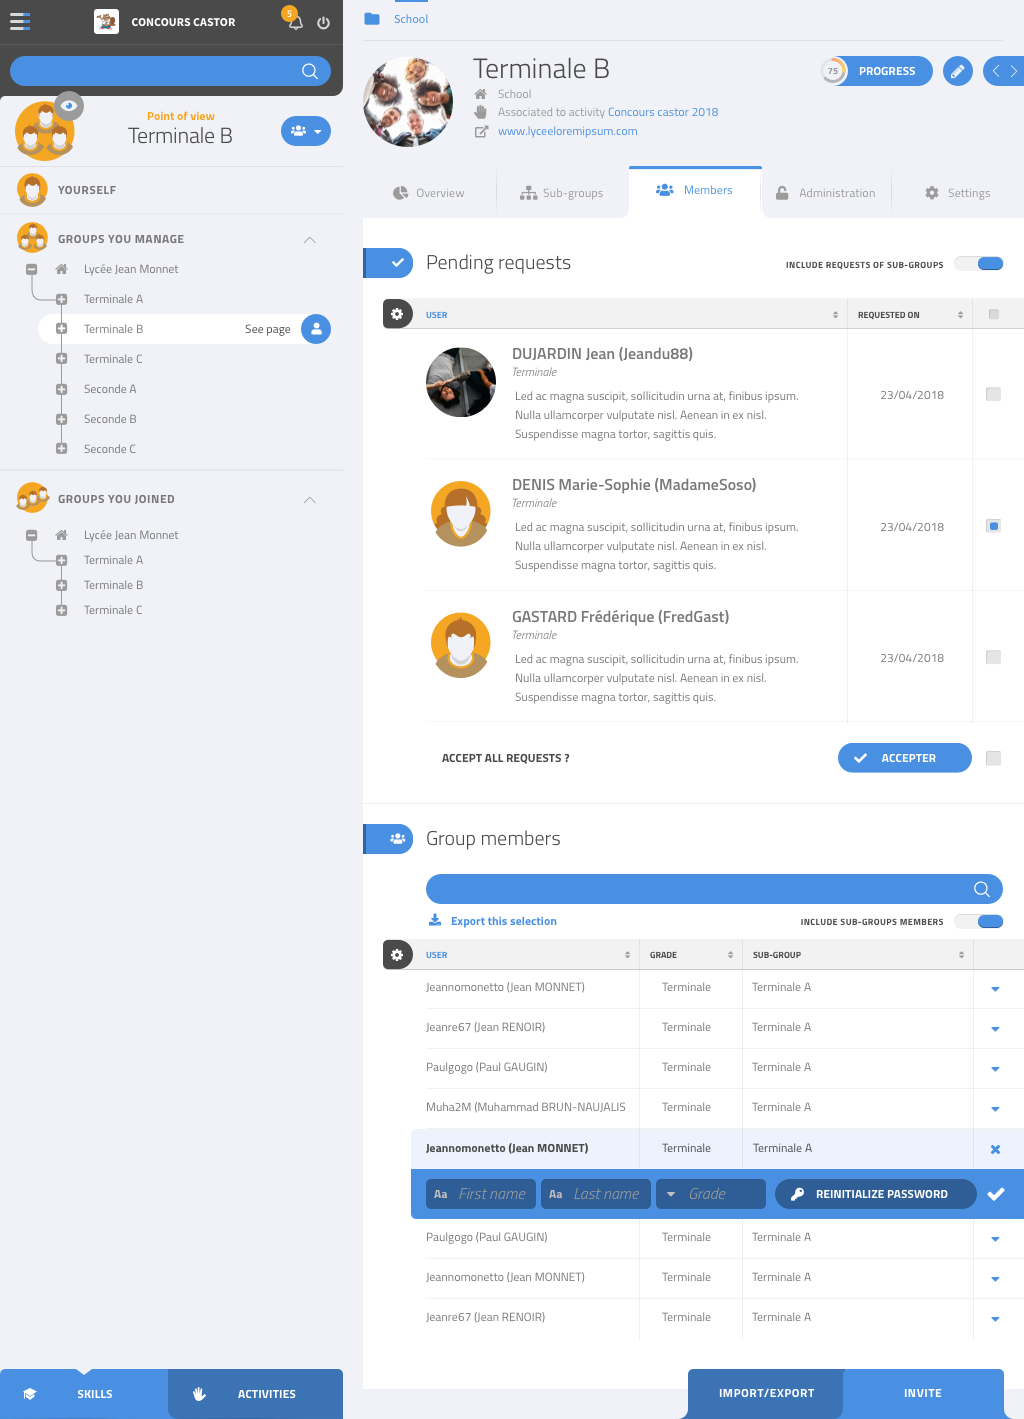 CONCOURS CASTOR
5
Point of view
Terminale B
YOURSELF
GROUPS YOU MANAGE
Lycée Jean Monnet
Terminale A
Terminale B
See page
Terminale C
Seconde A
Seconde B
Seconde C
GROUPS YOU JOINED
Lycée Jean Monnet
Terminale A
Terminale B
Terminale C
SKILLS
ACTIVITIES
School
Terminale B
School
Associated to activity Concours castor 2018
www.lyceeloremipsum.com
75
PROGRESS
Overview
Sub-groups
Members
Administration
Settings
Pending requests
INCLUDE REQUESTS OF SUB-GROUPS
USER
REQUESTED ON
DUJARDIN Jean (Jeandu88)
Terminale
Led ac magna suscipit, sollicitudin urna at, finibus ipsum.
Nulla ullamcorper vulputate nisl. Aenean in ex nisl.
Suspendisse magna tortor, sagittis quis.
23/04/2018
DENIS Marie-Sophie (MadameSoso)
Terminale
Led ac magna suscipit, sollicitudin urna at, finibus ipsum.
Nulla ullamcorper vulputate nisl. Aenean in ex nisl.
Suspendisse magna tortor, sagittis quis.
23/04/2018
GASTARD Frédérique (FredGast)
Terminale
Led ac magna suscipit, sollicitudin urna at, finibus ipsum.
Nulla ullamcorper vulputate nisl. Aenean in ex nisl.
Suspendisse magna tortor, sagittis quis.
23/04/2018
ACCEPT ALL REQUESTS ?
ACCEPTER
Group members
Export this selection
INCLUDE SUB-GROUPS MEMBERS
USER GRADE SUB-GROUP
Jeannomonetto (Jean MONNET) Terminale Terminale A
Jeanre67 (Jean RENOIR) Terminale Terminale A
Paulgogo (Paul GAUGIN) Terminale Terminale A
Muha2M (Muhammad BRUN-NAUJALIS Terminale Terminale A
Jeannomonetto (Jean MONNET) Terminale Terminale A
Aa First name Aa Last name Grade REINITIALIZE PASSWORD
Paulgogo (Paul GAUGIN) Terminale Terminale A
Jeannomonetto (Jean MONNET) Terminale Terminale A
Jeanre67 (Jean RENOIR) Terminale Terminale A
IMPORT/EXPORT
INVITE